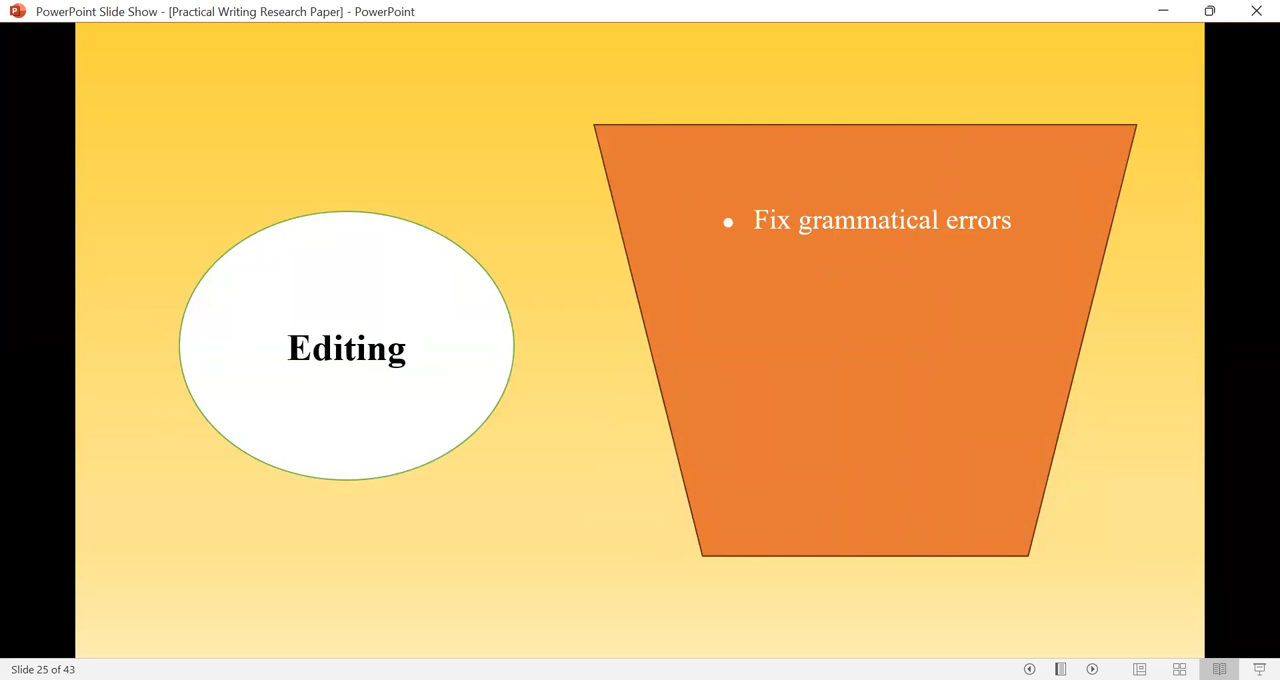 PowerPoint Slide Show - [Practical Writing Research Paper] - PowerPoint
Editing
• Fix grammatical errors
Slide 25 of 43